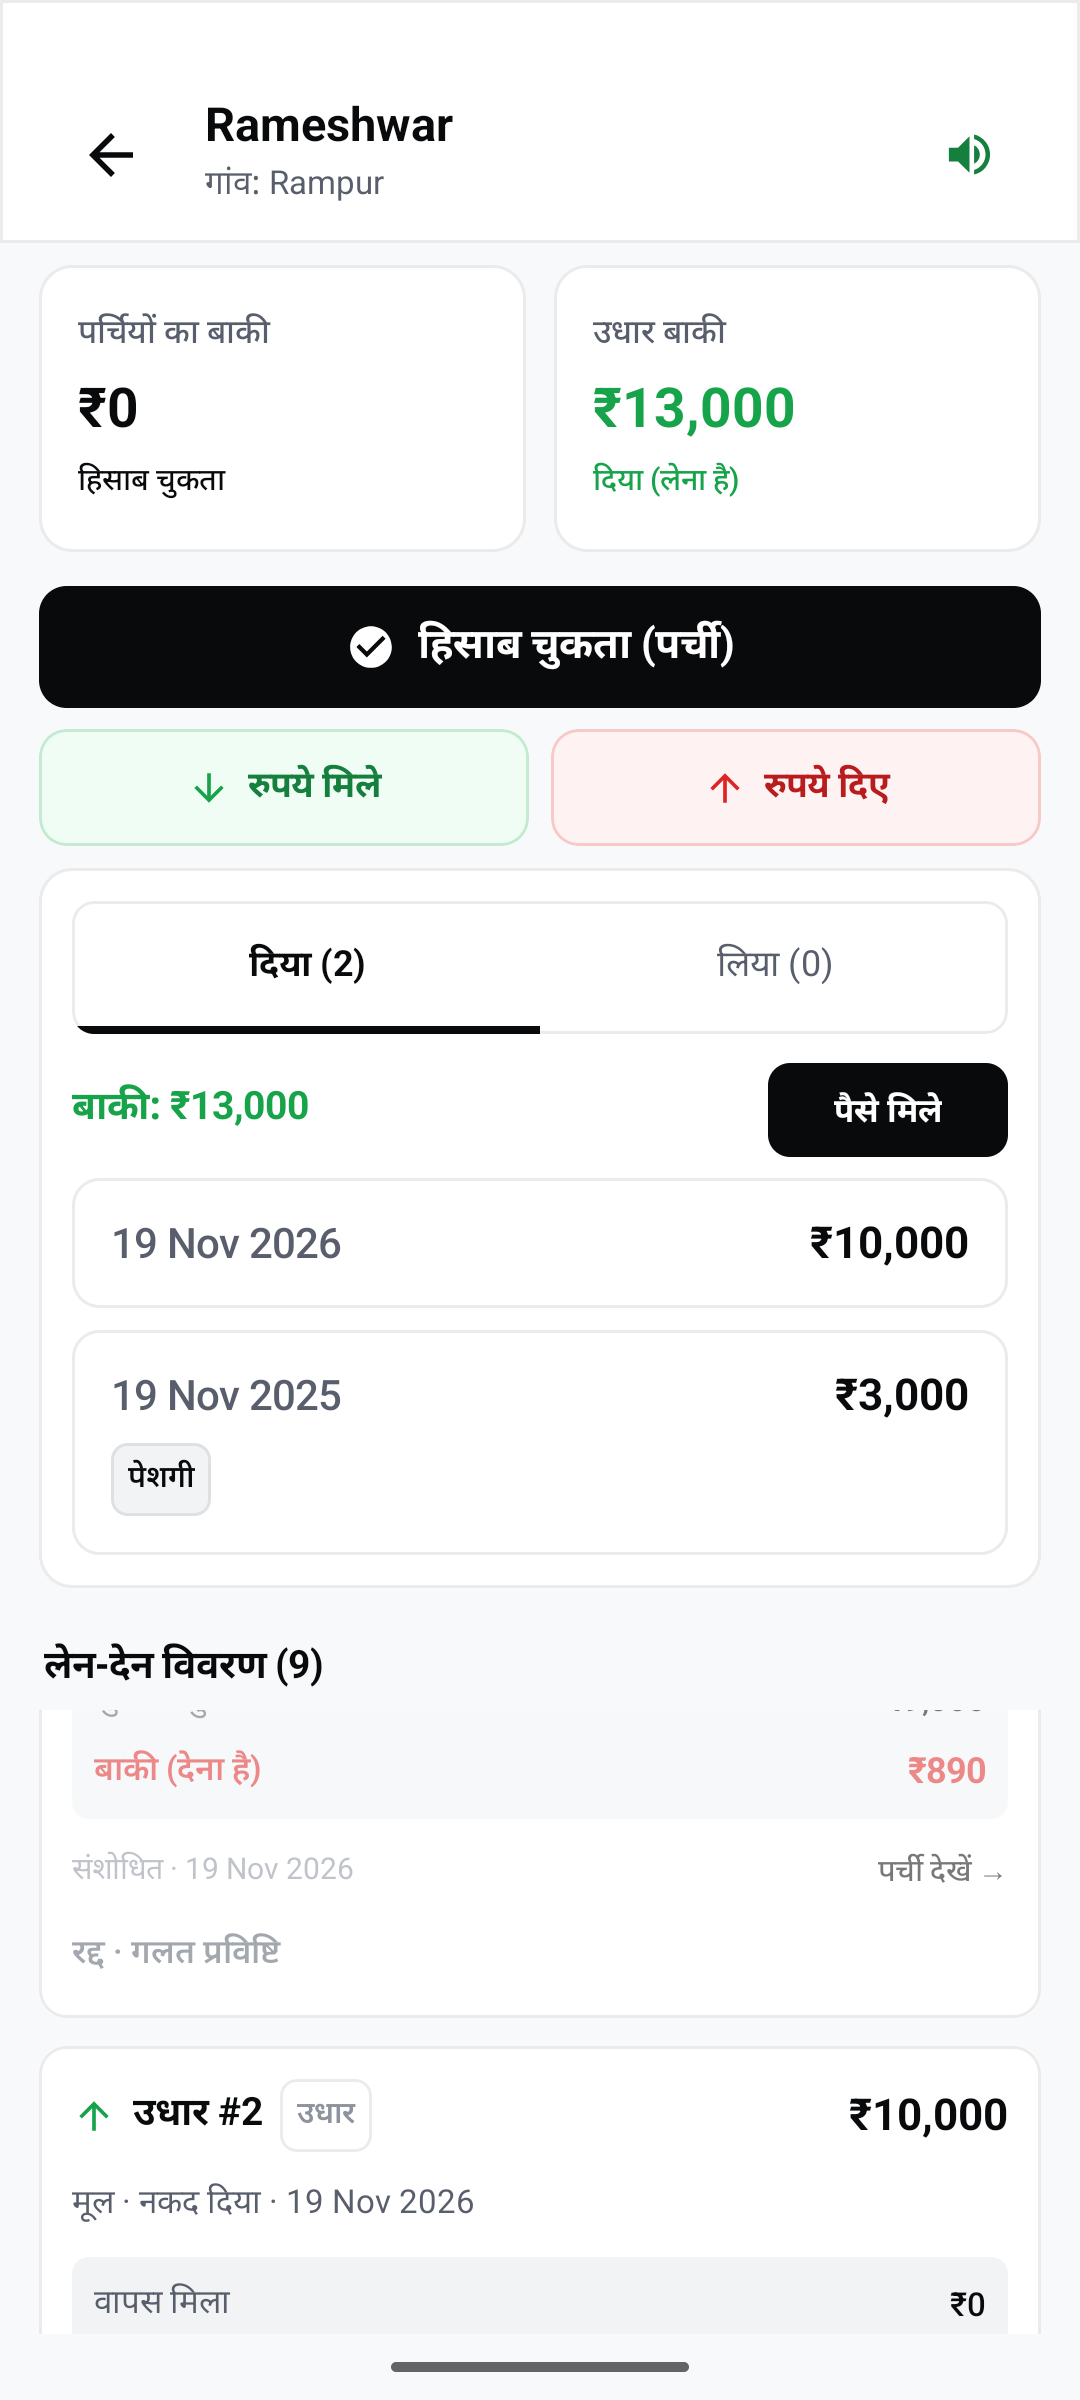 Rameshwar
गांव: Rampur
पर्चियों का बाकी
₹0
हिसाब चुकता
उधार बाकी
₹13,000
दिया (लेना है)
हिसाब चुकता (पर्ची)
↓ रुपये मिले
↑ रुपये दिए
दिया (2)
लिया (0)
बाकी: ₹13,000
पैसे मिले
19 Nov 2026 ₹10,000
19 Nov 2025 ₹3,000
पेशगी
लेन-देन विवरण (9)
बाकी (देना है) ₹890
संशोधित · 19 Nov 2026
पर्ची देखें →
रद्द · गलत प्रविष्टि
↑ उधार #2 उधार ₹10,000
मूल · नकद दिया · 19 Nov 2026
वापस मिला ₹0